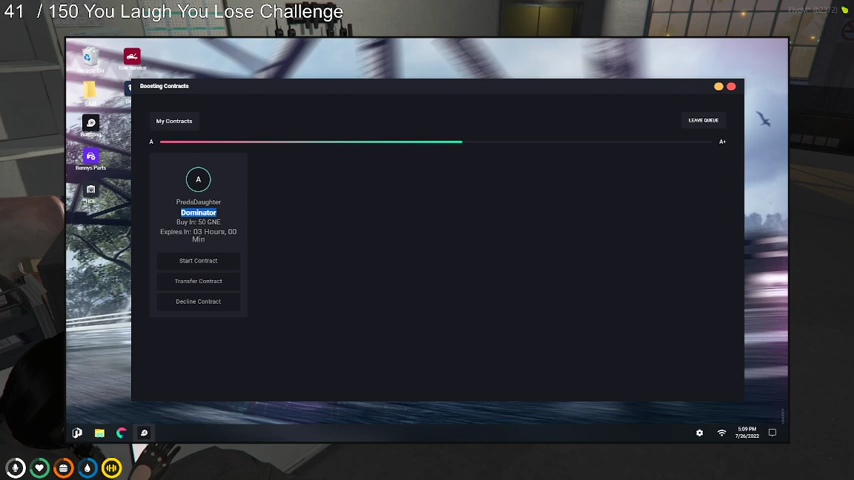 41 / 150 You Laugh You Lose Challenge
Boosting Contracts
My Contracts
LEAVE QUEUE
A
A+
A
PredsDaughter
Dominator
Buy In: 50 GNE
Expires In: 03 Hours, 00
Min
Start Contract
Transfer Contract
Decline Contract
Bennys Parts
5:09 PM
7/26/2022